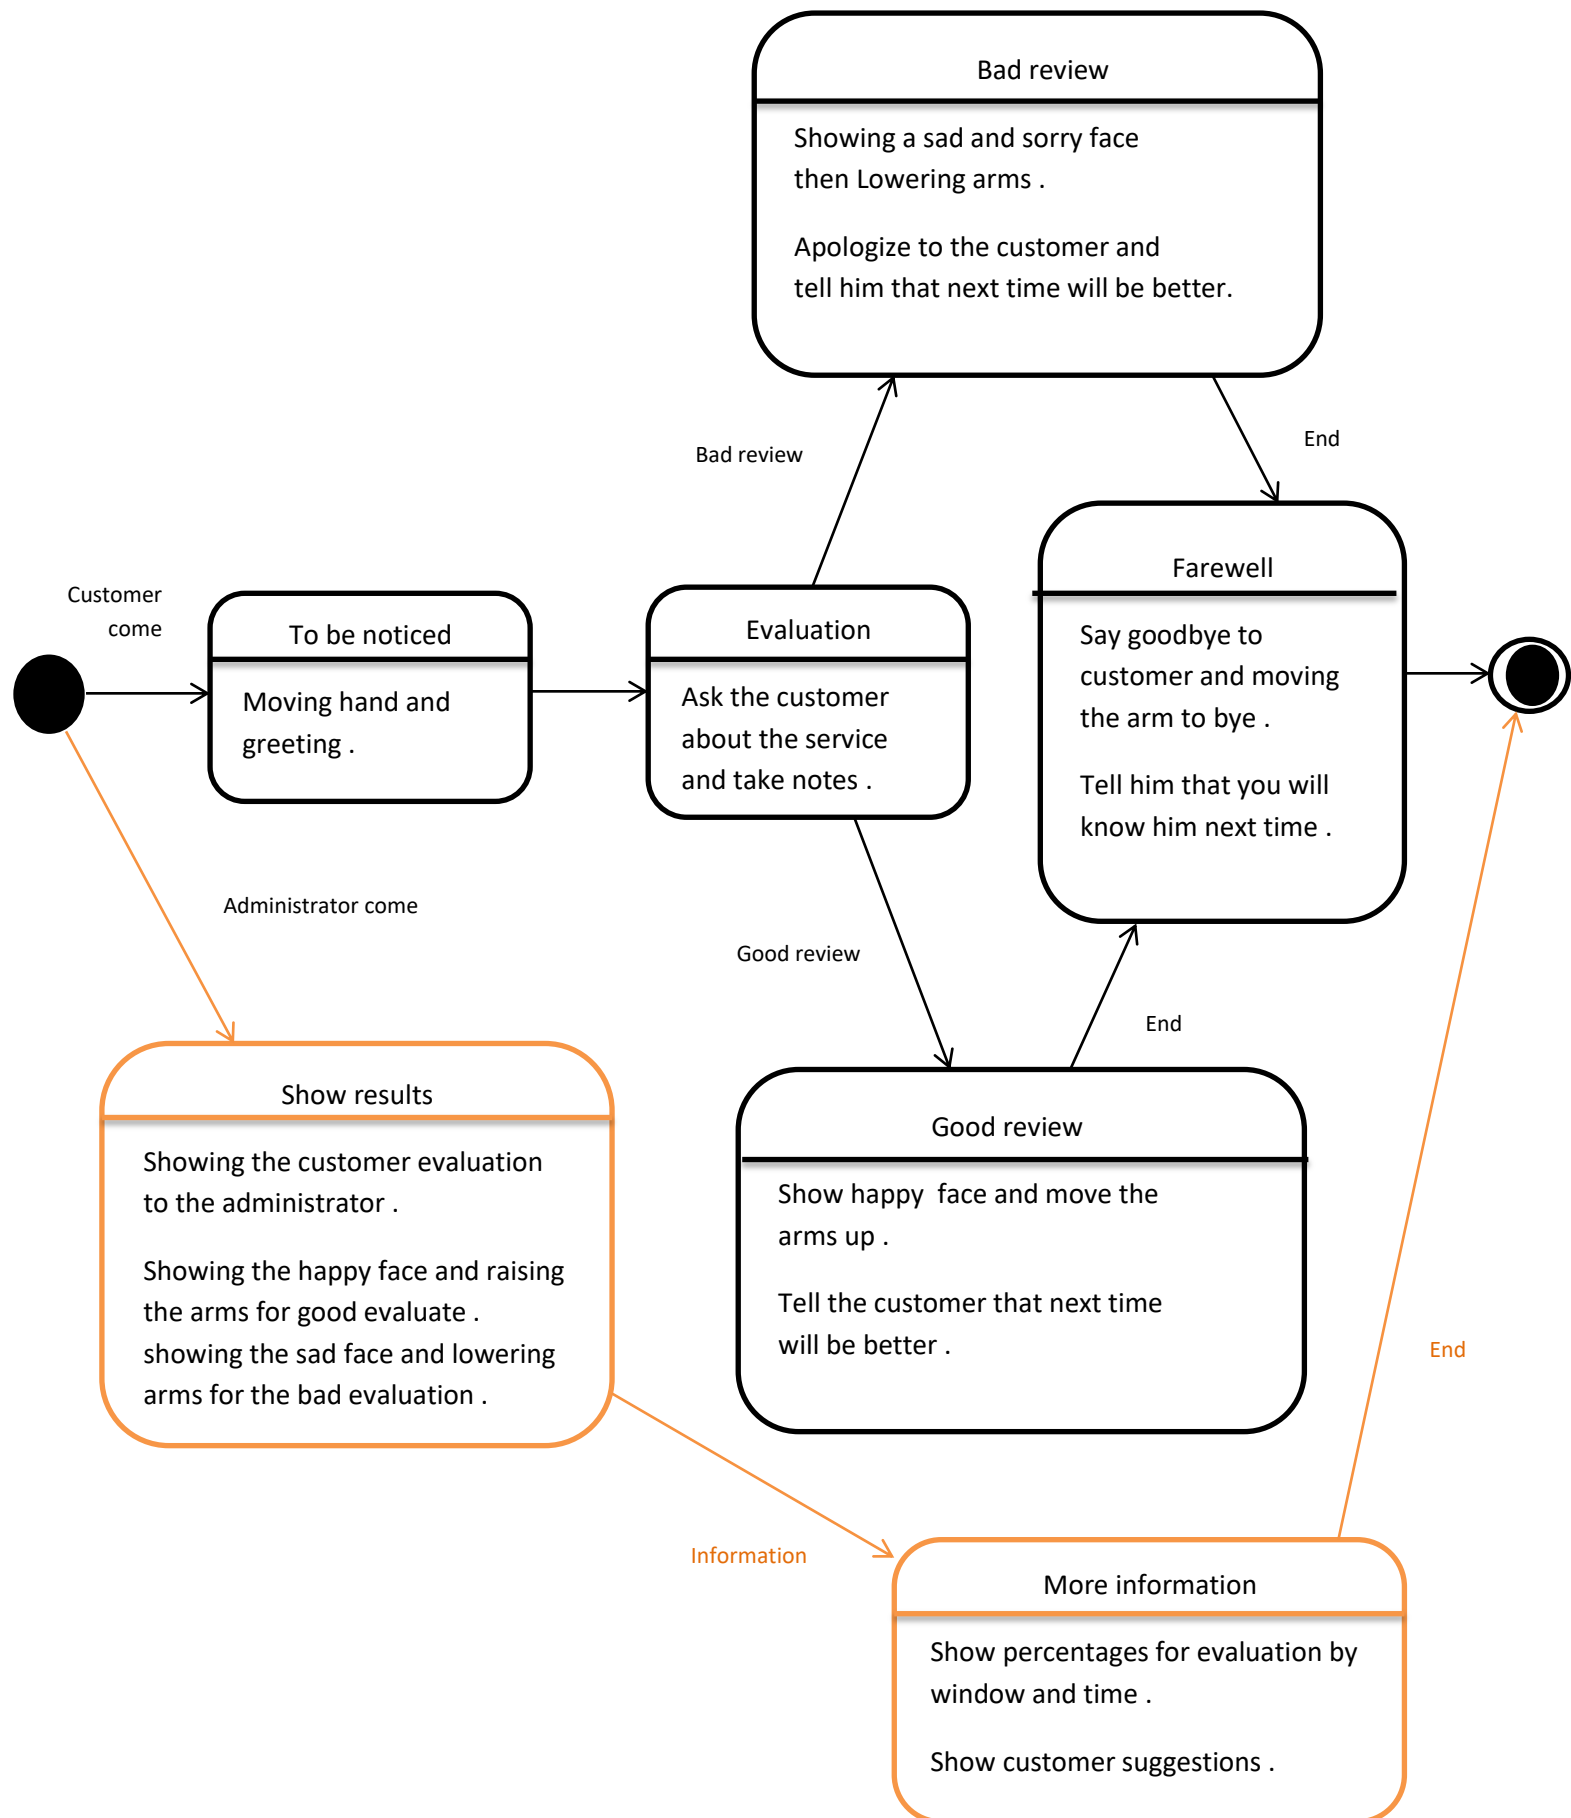 Bad review
Showing a sad and sorry face
then Lowering arms .
Apologize to the customer and
tell him that next time will be better.
Bad review
End
Customer
come
To be noticed
Moving hand and
greeting .
Evaluation
Ask the customer
about the service
and take notes .
Farewell
Say goodbye to
customer and moving
the arm to bye .
Tell him that you will
know him next time .
Administrator come
Good review
End
Show results
Showing the customer evaluation
to the administrator .
Showing the happy face and raising
the arms for good evaluate .
showing the sad face and lowering
arms for the bad evaluation .
Good review
Show happy  face and move the
arms up .
Tell the customer that next time
will be better .
End
Information
More information
Show percentages for evaluation by
window and time .
Show customer suggestions .